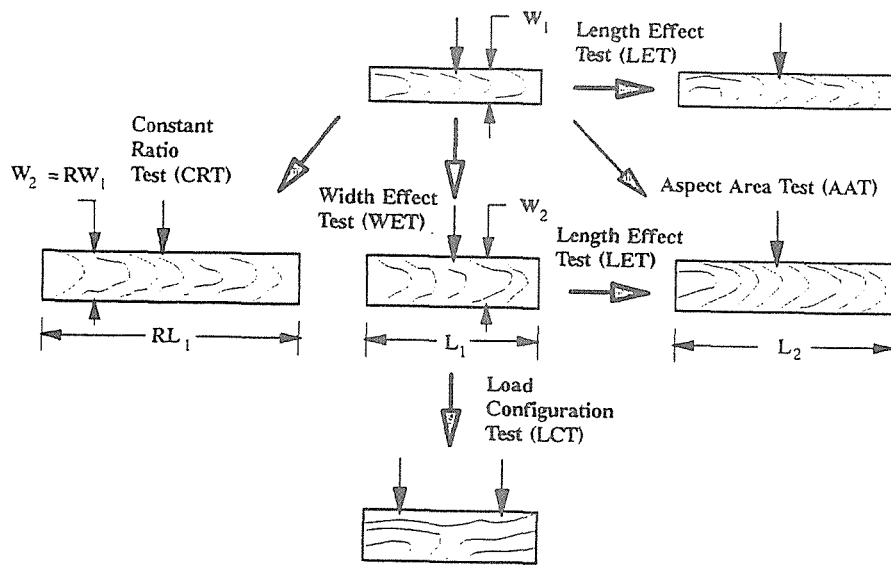 W₁
Length Effect
Test (LET)
Constant
Ratio
Test (CRT)
W₂ = RW₁
Width Effect
Test (WET)
W₂
Aspect Area Test (AAT)
Length Effect
Test (LET)
RL₁
L₁
L₂
Load
Configuration
Test (LCT)